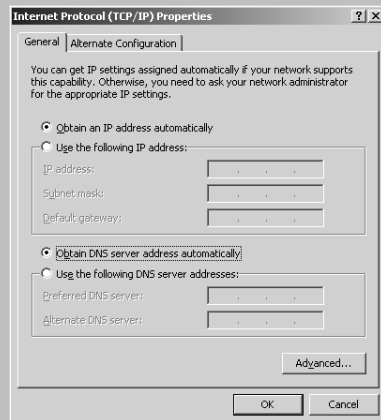 Internet Protocol (TCP/IP) Properties
General
Alternate Configuration
You can get IP settings assigned automatically if your network supports
this capability. Otherwise, you need to ask your network administrator
for the appropriate IP settings.
Obtain an IP address automatically
Use the following IP address:
IP address:
Subnet mask:
Default gateway:
Obtain DNS server address automatically
Use the following DNS server addresses:
Preferred DNS server:
Alternate DNS server:
Advanced...
OK
Cancel